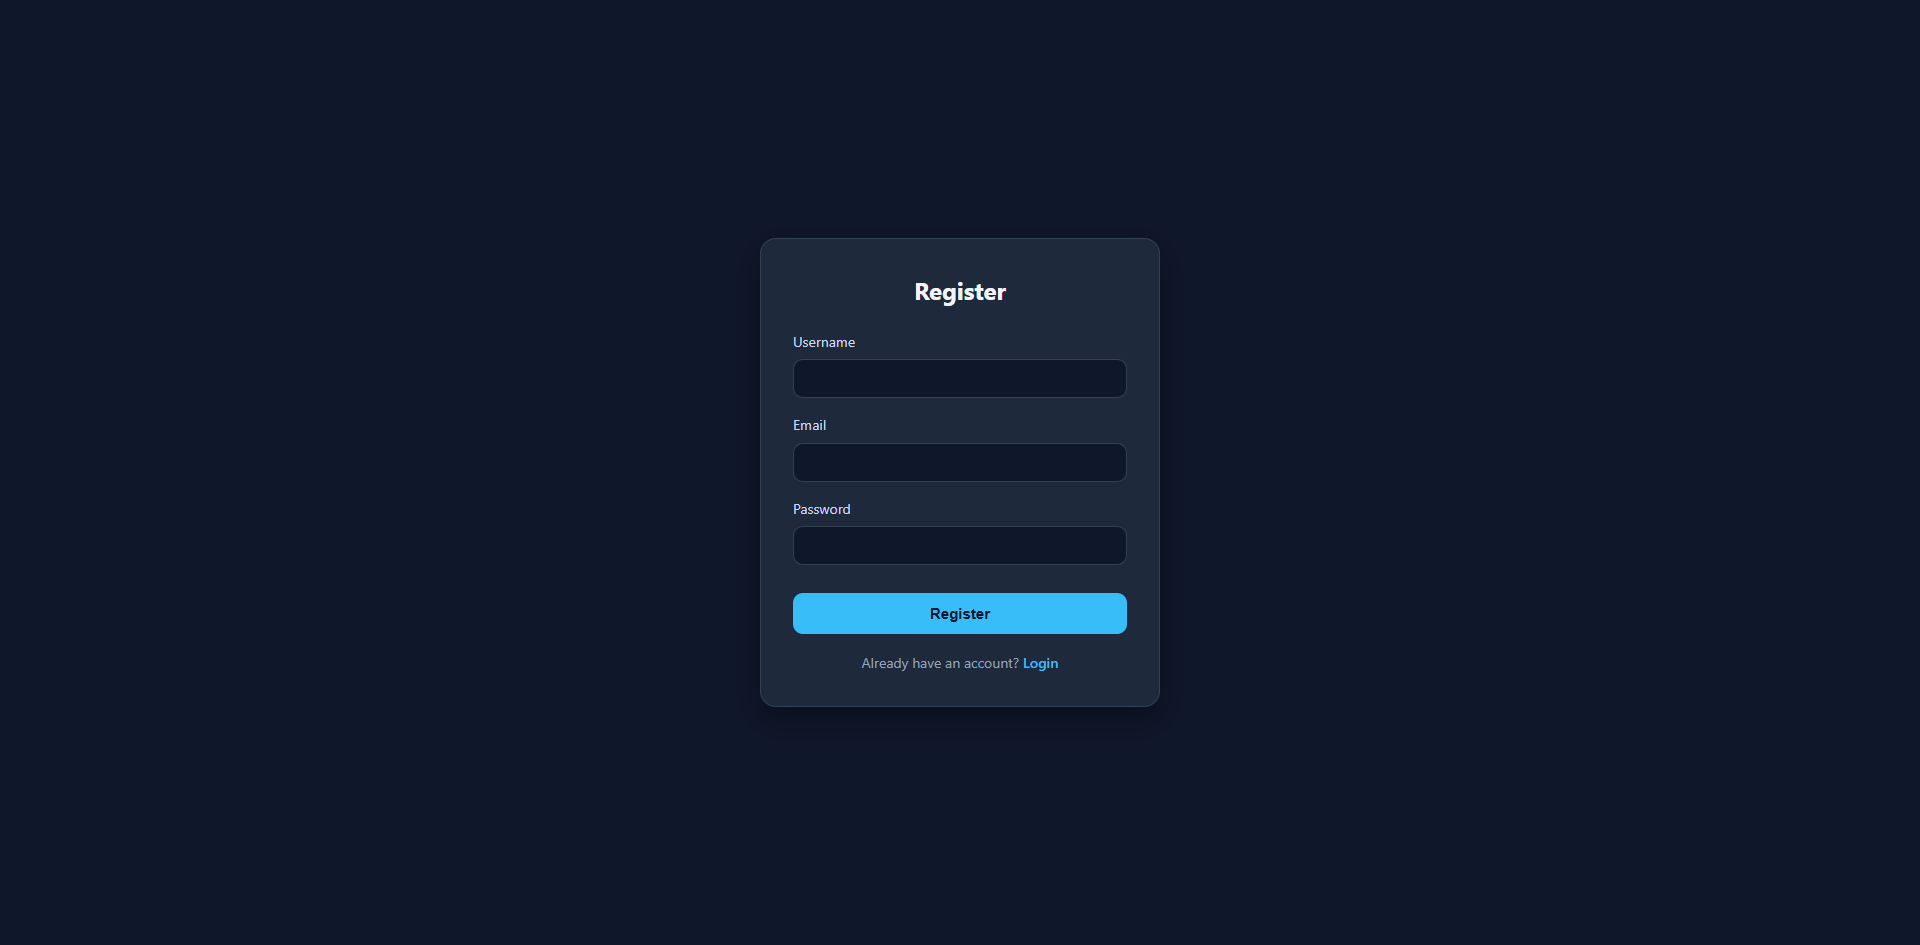 Register
Username
Email
Password
Register
Already have an account? Login